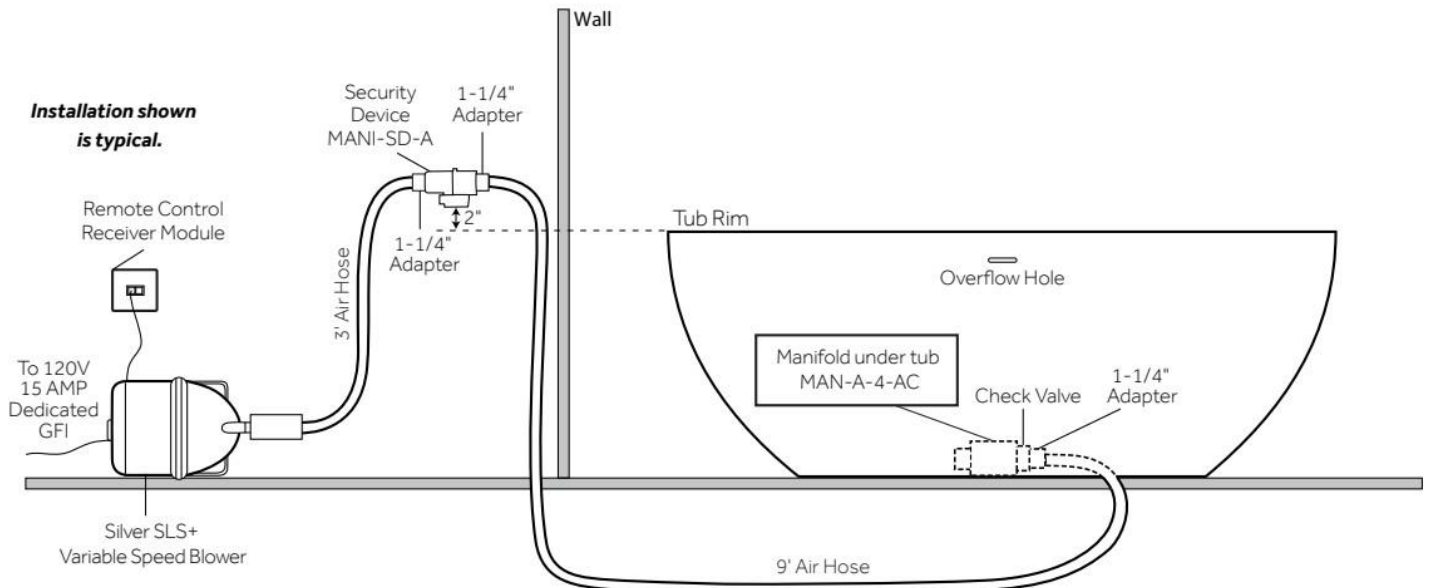 Wall
Installation shown
is typical.
Security
Device
MANI-SD-A
1-1/4"
Adapter
2"
1-1/4"
Adapter
Tub Rim
Remote Control
Receiver Module
3' Air Hose
Overflow Hole
To 120V
15 AMP
Dedicated
GFI
Manifold under tub
MAN-A-4-AC
Check Valve
1-1/4"
Adapter
Silver SLS+
Variable Speed Blower
9' Air Hose